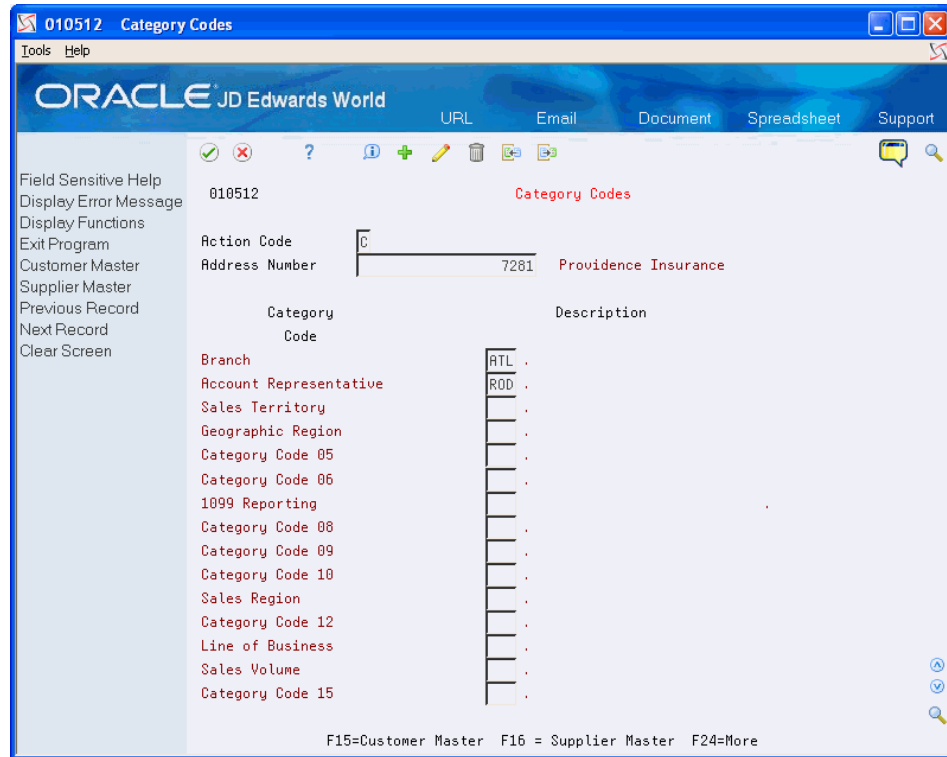 010512 Category Codes
Tools Help
ORACLE JD Edwards World
URL Email Document Spreadsheet Support
Field Sensitive Help
Display Error Message
Display Functions
Exit Program
Customer Master
Supplier Master
Previous Record
Next Record
Clear Screen
010512 Category Codes
Action Code C
Address Number 7281 Providence Insurance
Category Description
Code
Branch ATL .
Account Representative ROD .
Sales Territory .
Geographic Region .
Category Code 05 .
Category Code 06 .
1099 Reporting .
Category Code 08 .
Category Code 09 .
Category Code 10 .
Sales Region .
Category Code 12 .
Line of Business .
Sales Volume .
Category Code 15 .
F15=Customer Master F16 = Supplier Master F24=More